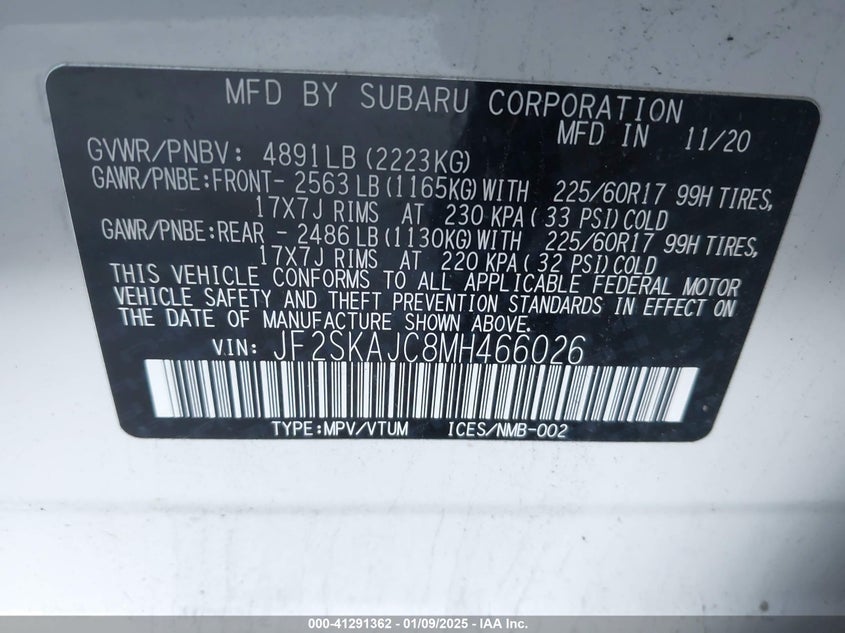 MFD BY SUBARU CORPORATION
MFD IN 11/20
GVWR/PNBV: 4891LB(2223KG)
GAWR/PNBE:FRONT- 2563LB(1165KG)WITH 225/60R17 99H TIRES,
17X7J RIMS AT 230 KPA( 33 PSI)COLD
GAWR/PNBE:REAR - 2486LB(1130KG)WITH 225/60R17 99H TIRES,
17X7J RIMS AT 220 KPA( 32 PSI)COLD
THIS VEHICLE CONFORMS TO ALL APPLICABLE FEDERAL MOTOR
VEHICLE SAFETY AND THEFT PREVENTION STANDARDS IN EFFECT ON
THE DATE OF MANUFACTURE SHOWN ABOVE.
VIN: JF2SKAJC8MH466026
TYPE:MPV/VTUM ICES/NMB-002
000-41291362 - 01/09/2025 - IAA Inc.